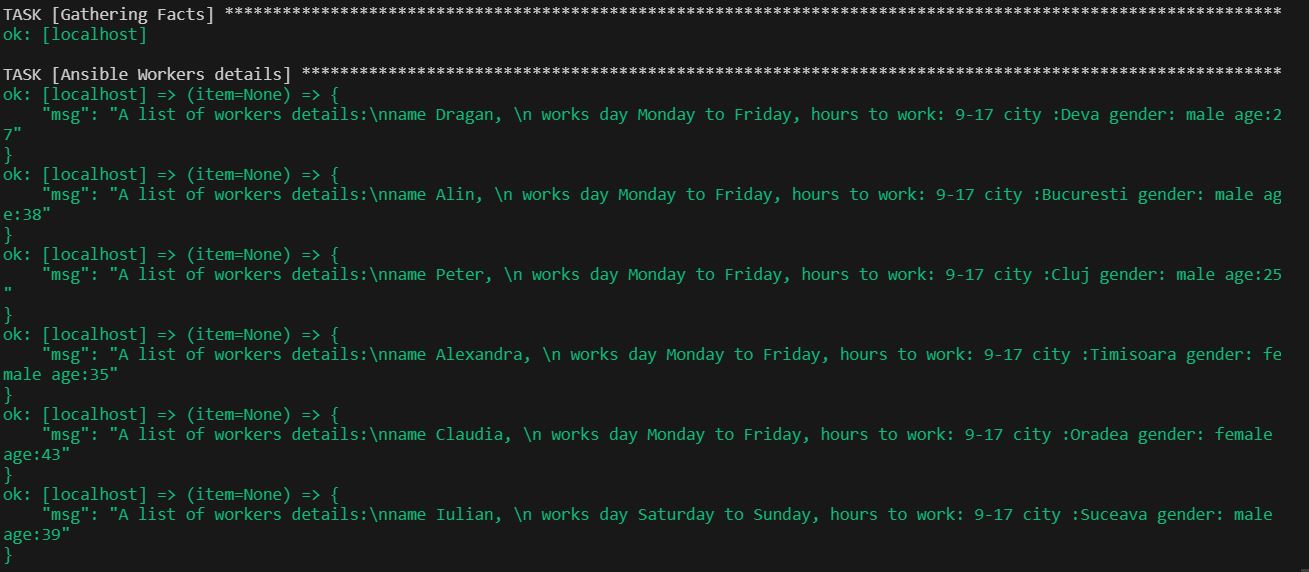 TASK [Gathering Facts] **************************************************************************************************************
ok: [localhost]
TASK [Ansible Workers details] ******************************************************************************************************
ok: [localhost] => (item=None) => {
    "msg": "A list of workers details:\nname Dragan, \n works day Monday to Friday, hours to work: 9-17 city :Deva gender: male age:2
7"
}
ok: [localhost] => (item=None) => {
    "msg": "A list of workers details:\nname Alin, \n works day Monday to Friday, hours to work: 9-17 city :Bucuresti gender: male ag
e:38"
}
ok: [localhost] => (item=None) => {
    "msg": "A list of workers details:\nname Peter, \n works day Monday to Friday, hours to work: 9-17 city :Cluj gender: male age:25
"
}
ok: [localhost] => (item=None) => {
    "msg": "A list of workers details:\nname Alexandra, \n works day Monday to Friday, hours to work: 9-17 city :Timisoara gender: fe
male age:35"
}
ok: [localhost] => (item=None) => {
    "msg": "A list of workers details:\nname Claudia, \n works day Monday to Friday, hours to work: 9-17 city :Oradea gender: female
age:43"
}
ok: [localhost] => (item=None) => {
    "msg": "A list of workers details:\nname Iulian, \n works day Saturday to Sunday, hours to work: 9-17 city :Suceava gender: male
age:39"
}